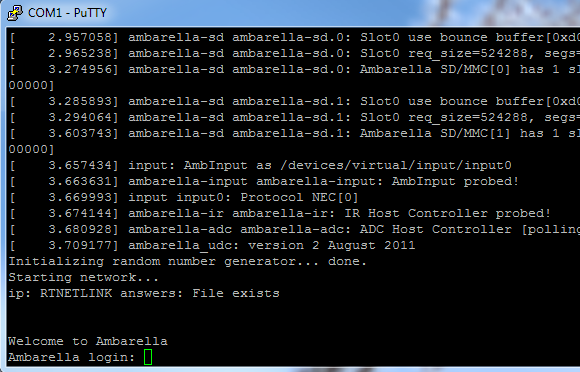 COM1 - PuTTY
[    2.957058] ambarella-sd ambarella-sd.0: Slot0 use bounce buffer[0xd0
[    2.965238] ambarella-sd ambarella-sd.0: Slot0 req_size=524288, segs=
[    3.274956] ambarella-sd ambarella-sd.0: Ambarella SD/MMC[0] has 1 sl
00000]
[    3.285893] ambarella-sd ambarella-sd.1: Slot0 use bounce buffer[0xd
[    3.294064] ambarella-sd ambarella-sd.1: Slot0 req_size=524288, segs=
[    3.603743] ambarella-sd ambarella-sd.1: Ambarella SD/MMC[1] has 1 sl
00000]
[    3.657434] input: AmbInput as /devices/virtual/input/input0
[    3.663631] ambarella-input ambarella-input: AmbInput probed!
[    3.669993] input input0: Protocol NEC[0]
[    3.674144] ambarella-ir ambarella-ir: IR Host Controller probed!
[    3.680928] ambarella-adc ambarella-adc: ADC Host Controller [polling
[    3.709177] ambarella_udc: version 2 August 2011
Initializing random number generator... done.
Starting network...
ip: RTNETLINK answers: File exists
Welcome to Ambarella
Ambarella login: